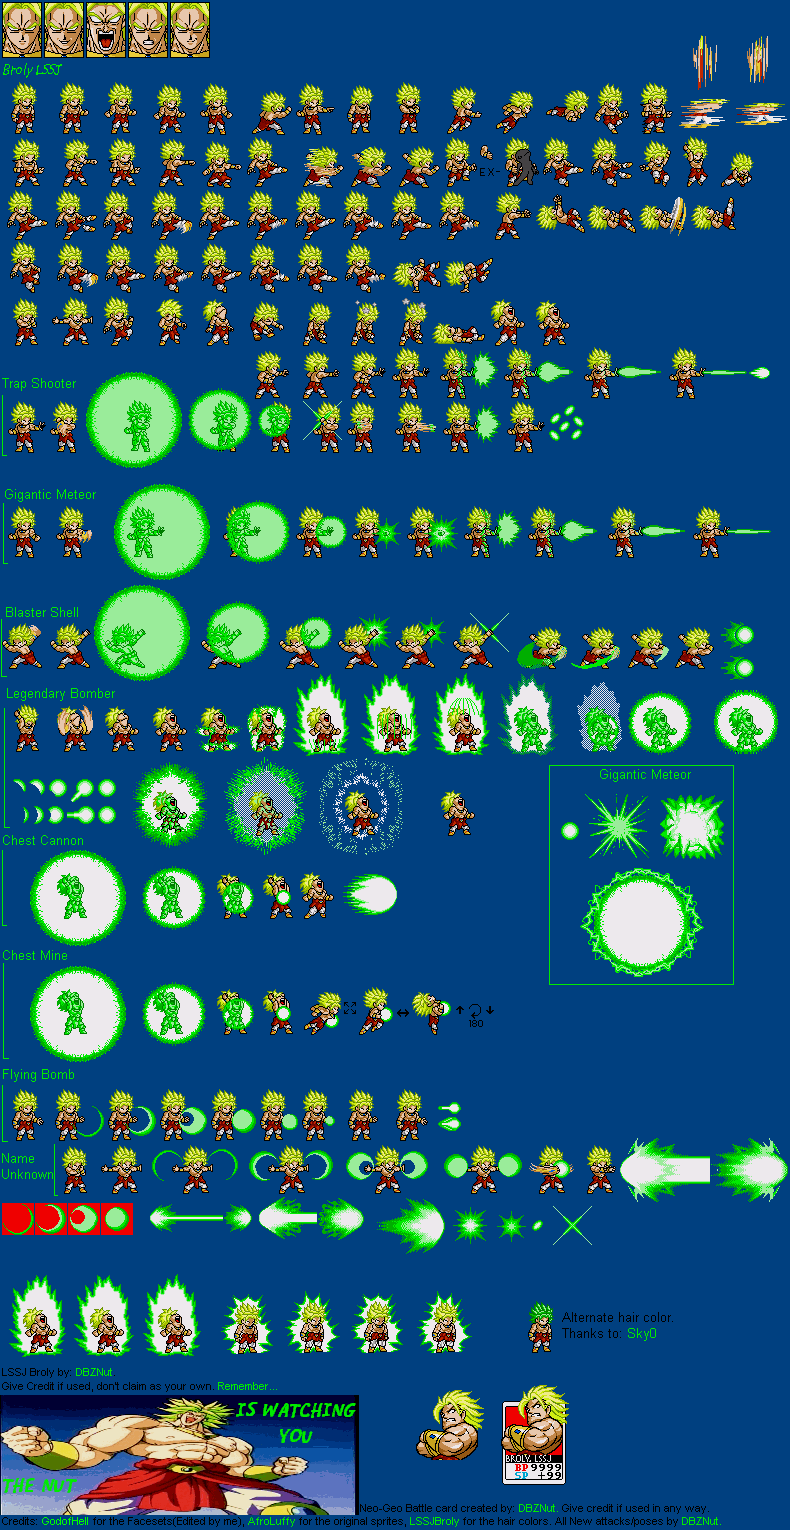 Broly LSSJ
EX-
Trap Shooter
Gigantic Meteor
Blaster Shell
Legendary Bomber
Gigantic Meteor
Chest Cannon
Chest Mine
180
Flying Bomb
Name
Unknown
Alternate hair color.
Thanks to: Sky0
LSSJ Broly by: DBZNut
Give Credit if used, don't claim as your own. Remember...
IS WATCHING
YOU
THE NUT
BROLY LSSJ
BP 9999
SP +99
Neo-Geo Battle card created by: DBZNut. Give credit if used in any way.
Credits: GodofHell for the Facesets(Edited by me), AfroLuffy for the original sprites, LSSJBroly for the hair colors. All New attacks/poses by DBZNut.